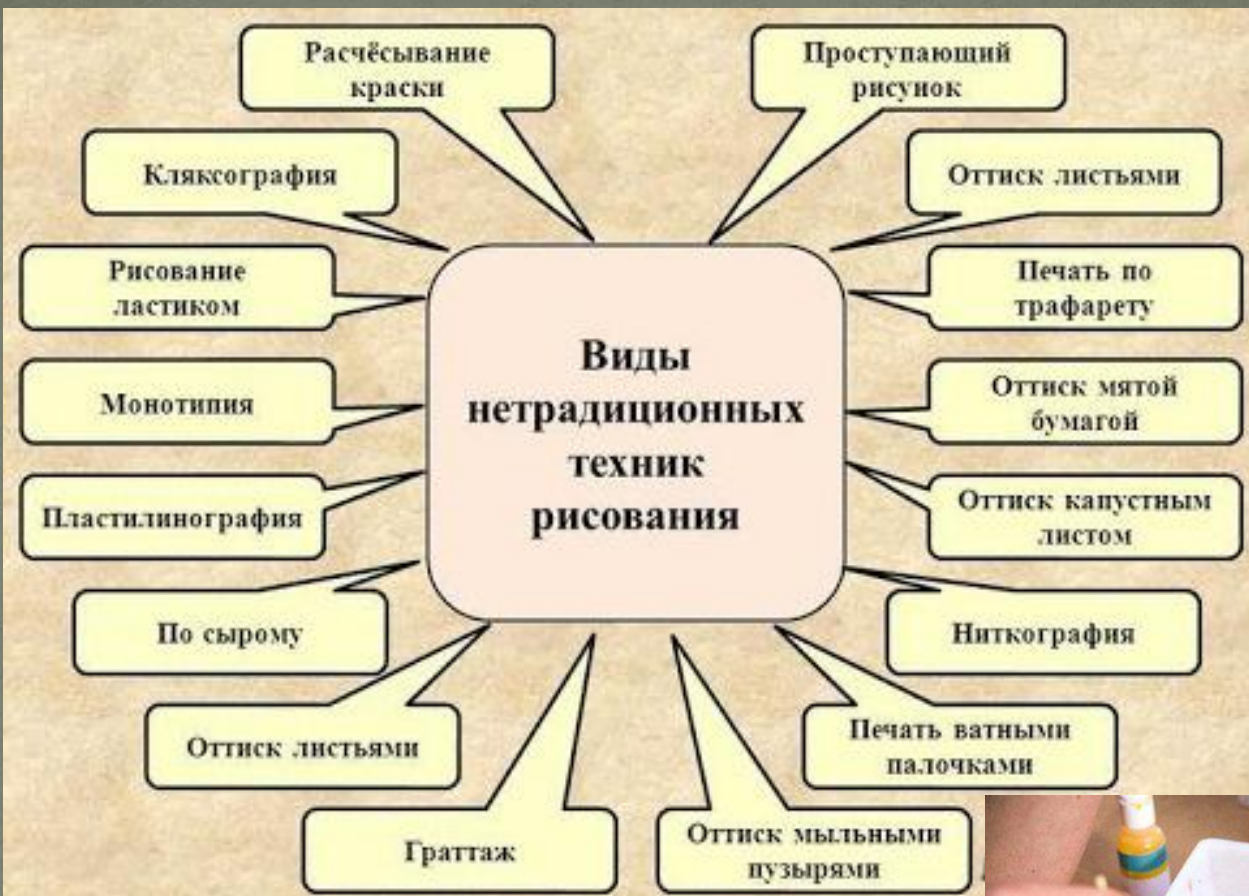 Расчёсывание
краски
Проступающий
рисунок
Кляксография
Оттиск листьями
Рисование
ластиком
Печать по
трафарету
Виды
нетрадиционных
техник
рисования
Монотипия
Оттиск мятой
бумагой
Пластилинография
Оттиск капустным
листом
По сырому
Ниткография
Оттиск листьями
Печать ватными
палочками
Граттаж
Оттиск мыльными
пузырями